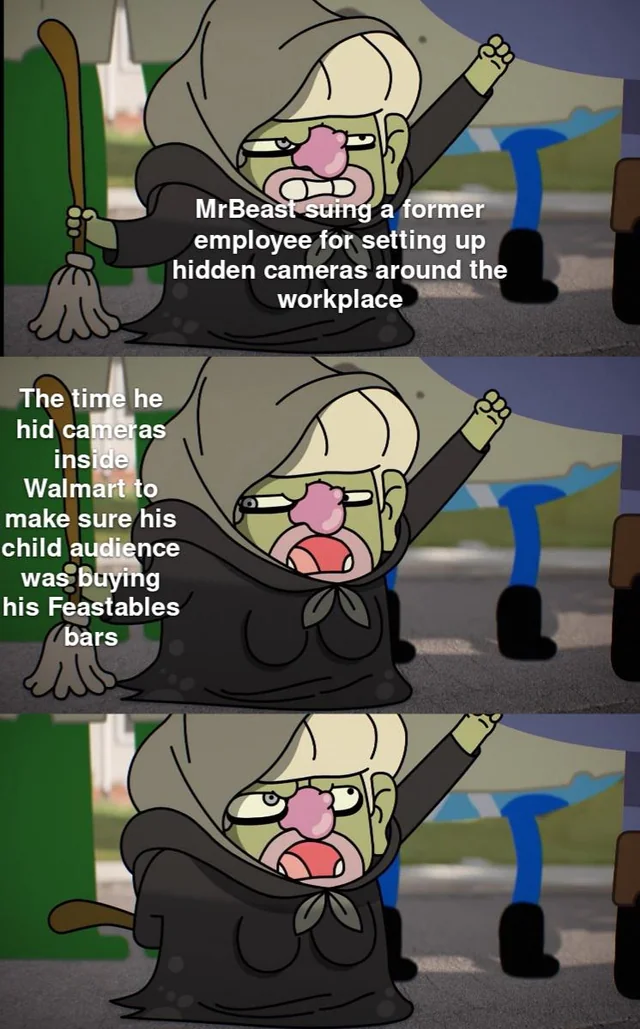 MrBeast suing a former
employee for setting up
hidden cameras around the
workplace
The time he
hid cameras
inside
Walmart to
make sure his
child audience
was buying
his Feastables
bars